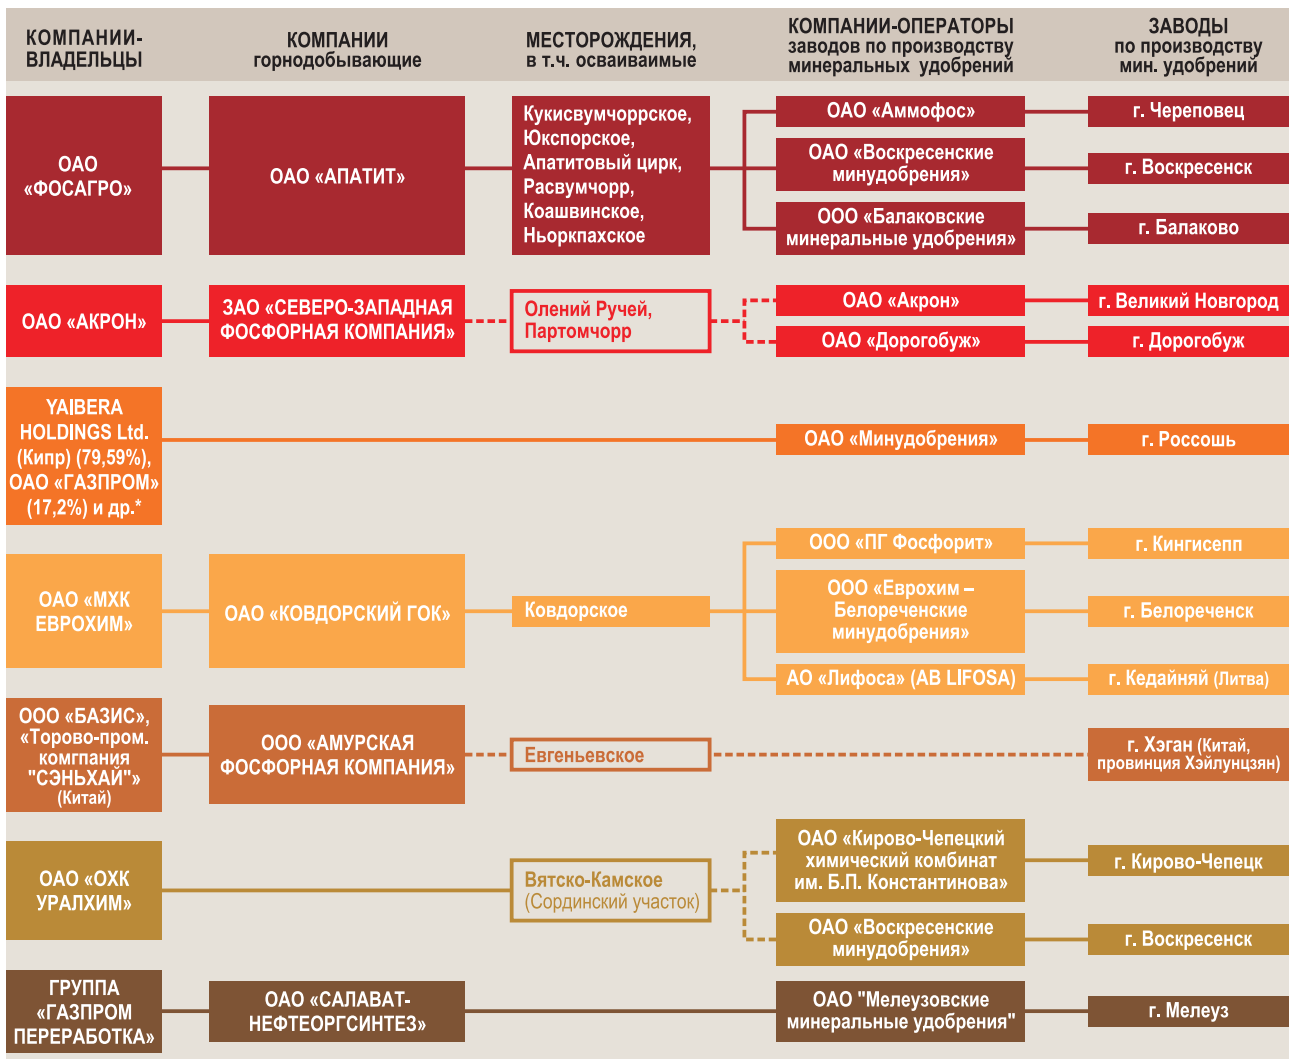 КОМПАНИИ-
ВЛАДЕЛЬЦЫ
КОМПАНИИ
горнодобывающие
МЕСТОРОЖДЕНИЯ,
в т.ч. осваиваимые
КОМПАНИИ-ОПЕРАТОРЫ
заводов по производству
минеральных удобрений
ЗАВОДЫ
по производству
мин. удобрений
ОАО
«ФОСАГРО»
ОАО «АПАТИТ»
Кукисвумчоррское,
Юкспорское,
Апатитовый цирк,
Расвумчорр,
Коашвинское,
Ньоркпахское
ОАО «Аммофос»
г. Череповец
ОАО «Воскресенские
минудобрения»
г. Воскресенск
ООО «Балаковские
минеральные удобрения»
г. Балаково
ОАО «АКРОН»
ЗАО «СЕВЕРО-ЗАПАДНАЯ
ФОСФОРНАЯ КОМПАНИЯ»
Олений Ручей,
Партомчорр
ОАО «Акрон»
г. Великий Новгород
ОАО «Дорогобуж»
г. Дорогобуж
YAIBERA
HOLDINGS Ltd.
(Кипр) (79,59%),
ОАО «ГАЗПРОМ»
(17,2%) и др.*
ОАО «Минудобрения»
г. Россошь
ОАО «МХК
ЕВРОХИМ»
ОАО «КОВДОРСКИЙ ГОК»
Ковдорское
ООО «ПГ Фосфорит»
г. Кингисепп
ООО «Еврохим –
Белореченские
минудобрения»
г. Белореченск
АО «Лифоса» (AB LIFOSA)
г. Кедайняй (Литва)
ООО «БАЗИС»,
«Торово-пром.
комгпания
"СЭНЬХАЙ"»
(Китай)
ООО «АМУРСКАЯ
ФОСФОРНАЯ КОМПАНИЯ»
Евгеньевское
г. Хэган (Китай,
провинция Хэйлунцзян)
ОАО «ОХК
УРАЛХИМ»
Вятско-Камское
(Сординский участок)
ОАО «Кирово-Чепецкий
химический комбинат
им. Б.П. Константинова»
г. Кирово-Чепецк
ОАО «Воскресенские
минудобрения»
г. Воскресенск
ГРУППА
«ГАЗПРОМ
ПЕРЕРАБОТКА»
ОАО «САЛАВАТ-
НЕФТЕОРГСИНТЕЗ»
ОАО "Мелеузовские
минеральные удобрения"
г. Мелеуз